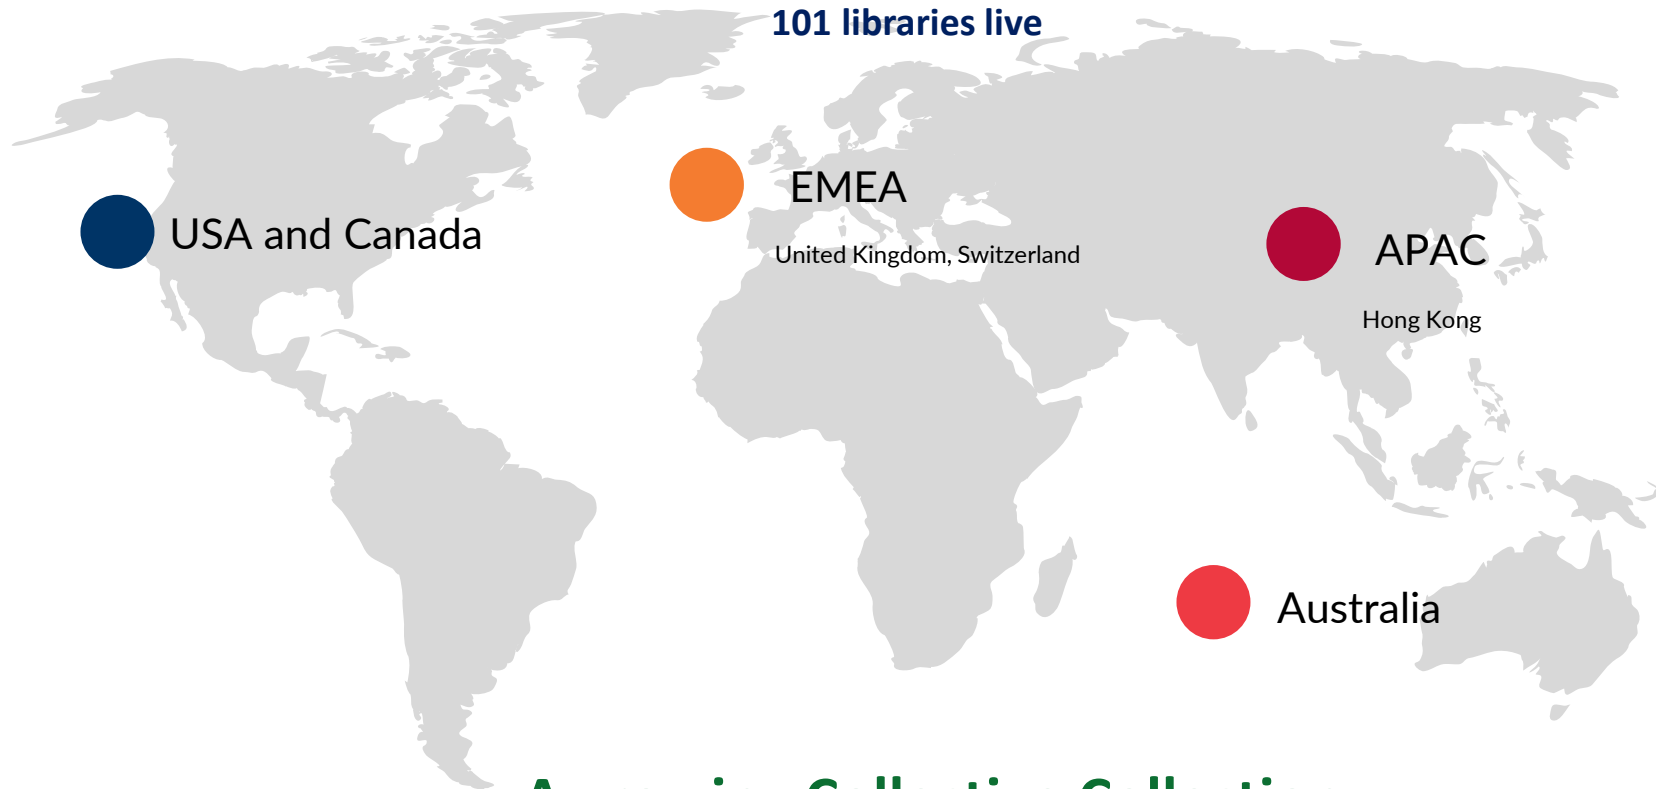 101 libraries live
EMEA
USA and Canada
APAC
United Kingdom, Switzerland
Hong Kong
Australia